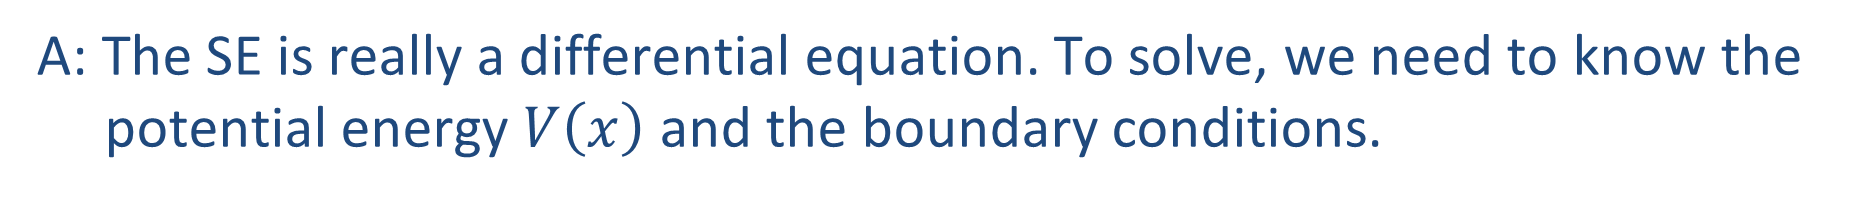 A: The SE is really a differential equation. To solve, we need to know the
potential energy V(x) and the boundary conditions.